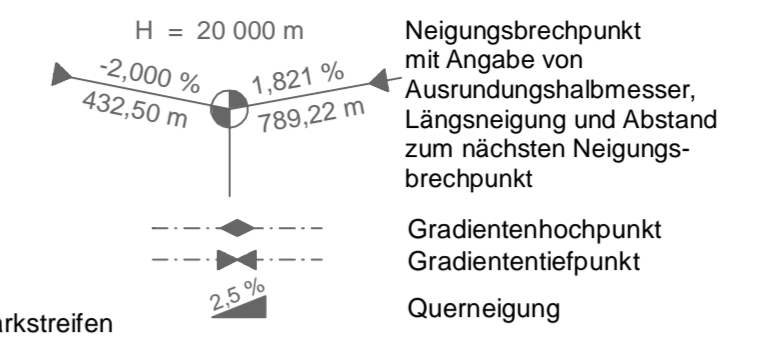 H = 20 000 m
-2,000 %
432,50 m
1,821 %
789,22 m
Neigungsbrechpunkt
mit Angabe von
Ausrundungshalbmesser,
Längsneigung und Abstand
zum nächsten Neigungs-
brechpunkt
Gradientenhochpunkt
Gradiententiefpunkt
2,5 %
Querneigung
arkstreifen